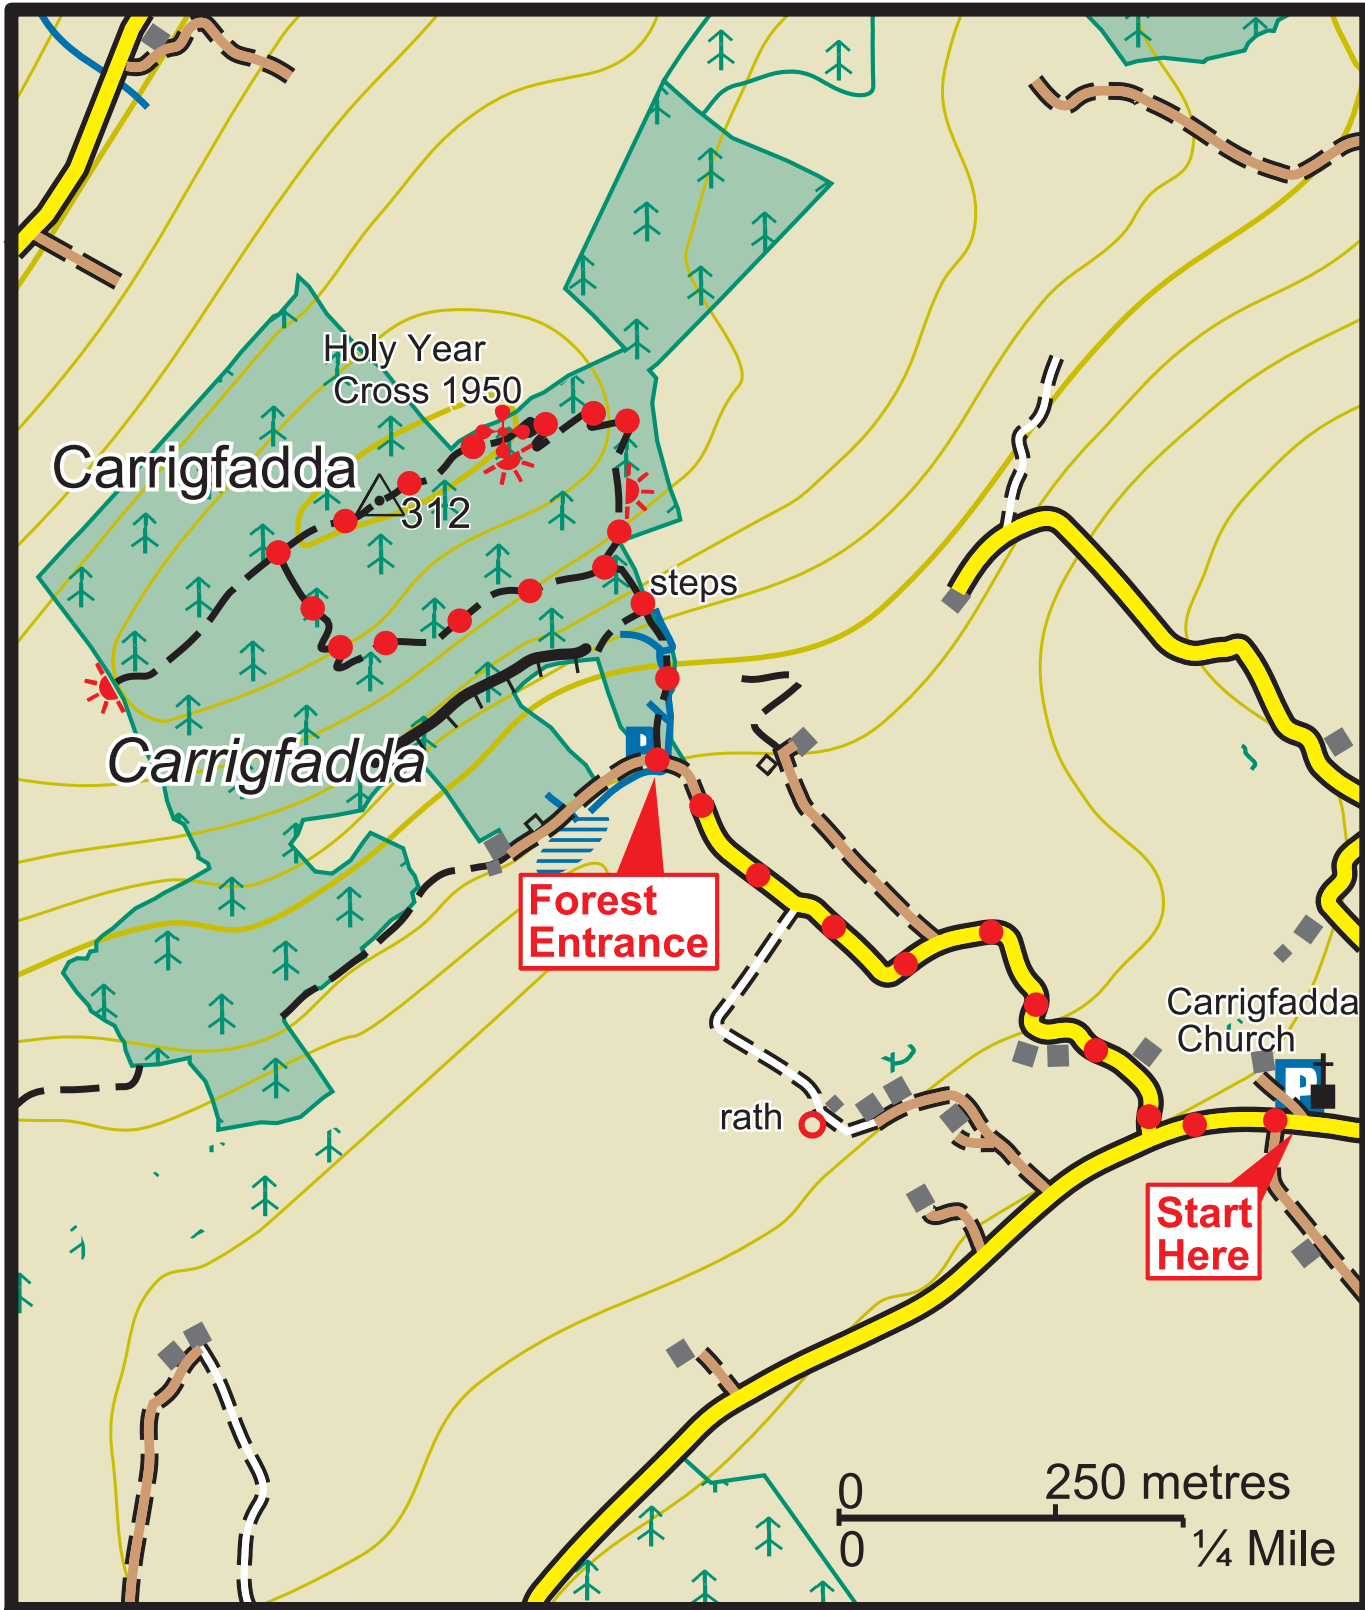 Holy Year
Cross 1950
Carrigfadda
312
steps
Carrigfadda
P
Forest
Entrance
Carrigfadda
Church
P
rath
Start
Here
0
250 metres
0
¼ Mile